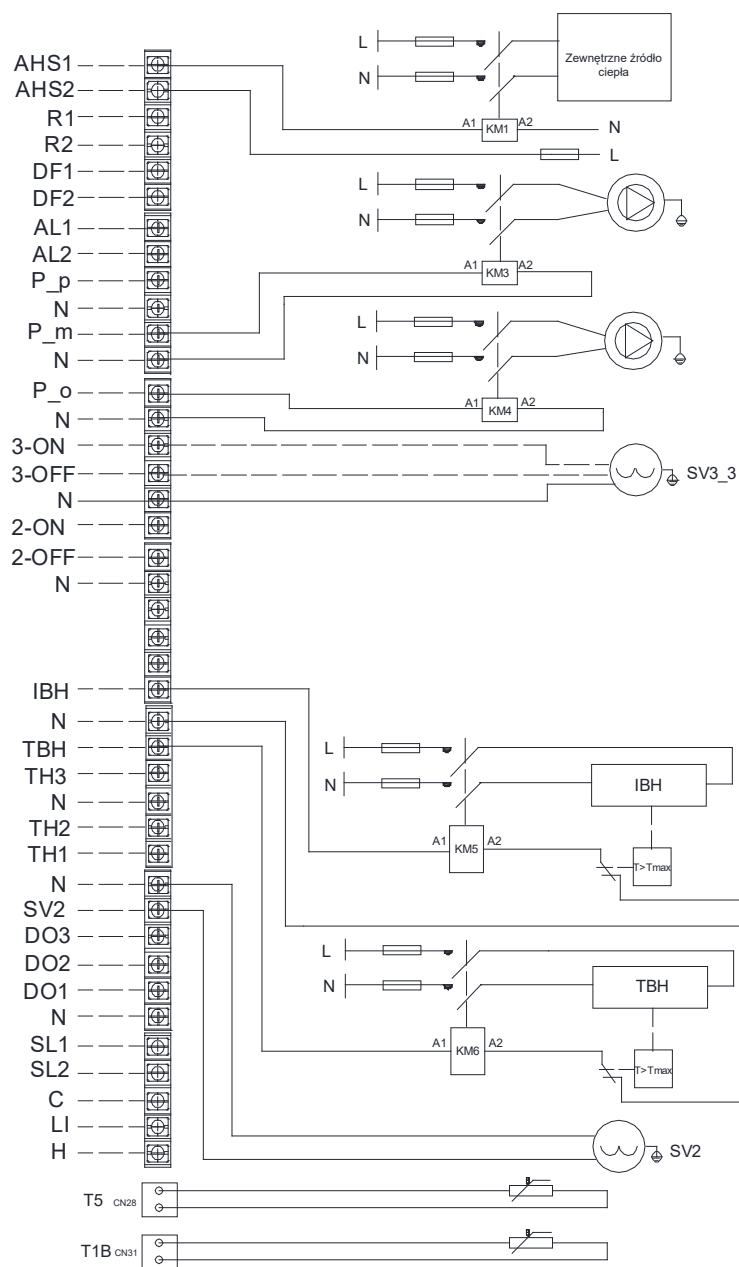 AHS1
AHS2
R1
R2
DF1
DF2
AL1
AL2
P_p
N
P_m
N
P_o
N
3-ON
3-OFF
N
2-ON
2-OFF
N
IBH
N
TBH
TH3
N
TH2
TH1
N
SV2
DO3
DO2
DO1
N
SL1
SL2
C
LI
H
T5 CN28
T1B CN31
L
N
Zewnętrzne źródło
ciepła
A1 KM1 A2
N
L
L
N
A1 KM3 A2
L
N
A1 KM4 A2
SV3_3
L
N
IBH
A1 KM5 A2
T>Tmax
L
N
TBH
A1 KM6 A2
T>Tmax
SV2